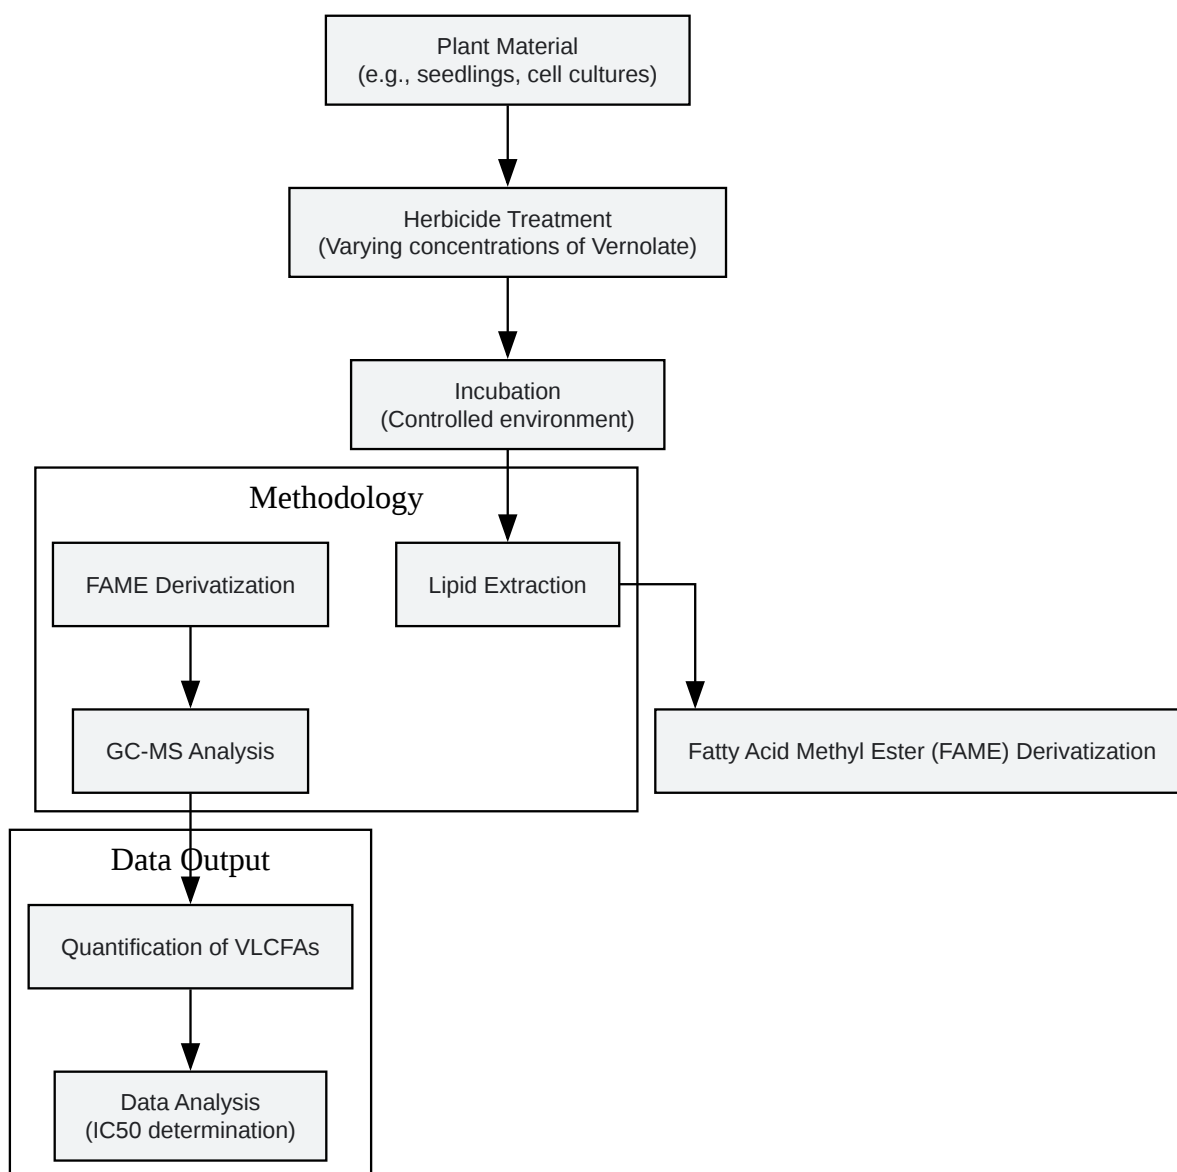 Plant Material
(e.g., seedlings, cell cultures)
Herbicide Treatment
(Varying concentrations of Vernolate)
Incubation
(Controlled environment)
Methodology
FAME Derivatization
Lipid Extraction
GC-MS Analysis
Fatty Acid Methyl Ester (FAME) Derivatization
Data Output
Quantification of VLCFAs
Data Analysis
(IC50 determination)